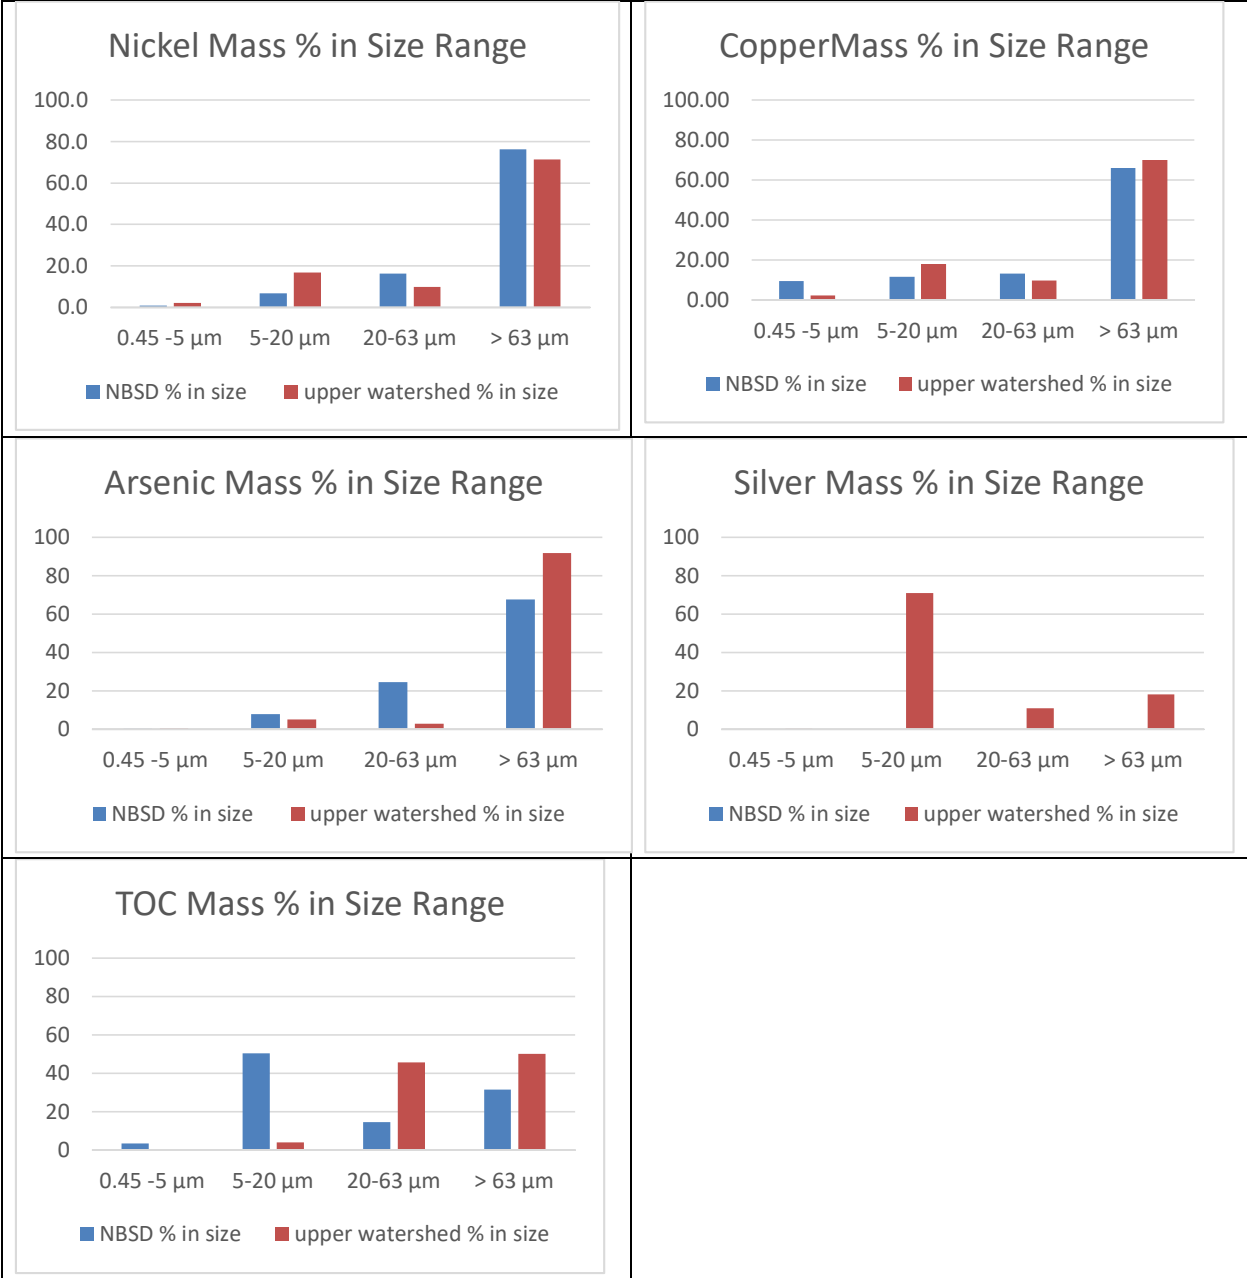 Nickel Mass % in Size Range
100.0
80.0
60.0
40.0
20.0
0.0
0.45 -5 µm 5-20 µm 20-63 µm > 63 µm
NBSD % in size upper watershed % in size
CopperMass % in Size Range
100.00
80.00
60.00
40.00
20.00
0.00
0.45 -5 µm 5-20 µm 20-63 µm > 63 µm
NBSD % in size upper watershed % in size
Arsenic Mass % in Size Range
100
80
60
40
20
0
0.45 -5 µm 5-20 µm 20-63 µm > 63 µm
NBSD % in size upper watershed % in size
Silver Mass % in Size Range
100
80
60
40
20
0
0.45 -5 µm 5-20 µm 20-63 µm > 63 µm
NBSD % in size upper watershed % in size
TOC Mass % in Size Range
100
80
60
40
20
0
0.45 -5 µm 5-20 µm 20-63 µm > 63 µm
NBSD % in size upper watershed % in size